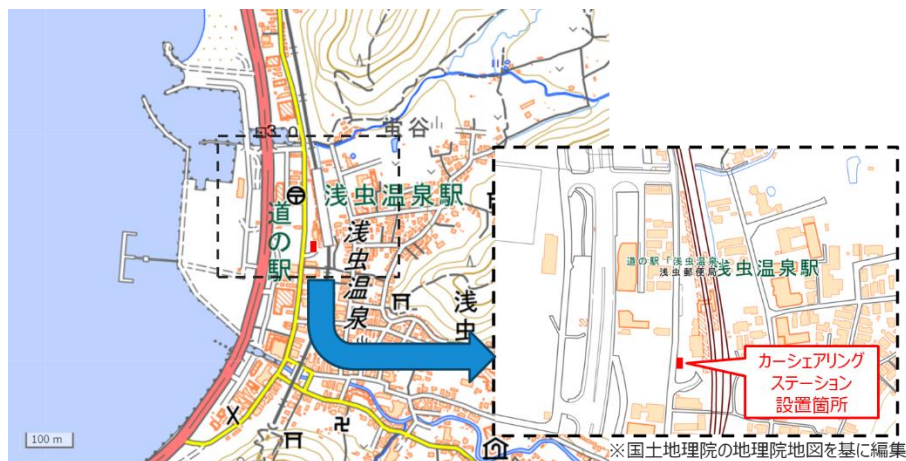 蛍谷
浅虫温泉駅
道の駅
浅虫温泉
浅虫
100 m
道の駅「浅虫温泉」
浅虫郵便局
浅虫温泉駅
カーシェアリング
ステーション
設置箇所
※国土地理院の地理院地図を基に編集